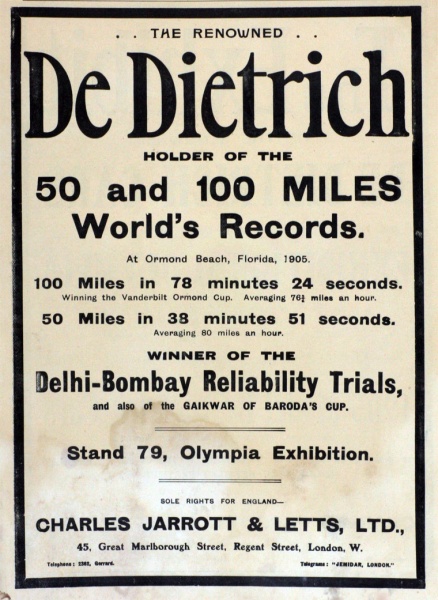 . . THE RENOWNED . .
De Dietrich
HOLDER OF THE
50 and 100 MILES
World's Records.
At Ormond Beach, Florida, 1905.
100 Miles in 78 minutes 24 seconds.
Winning the Vanderbilt Ormond Cup. Averaging 76¾ miles an hour.
50 Miles in 38 minutes 51 seconds.
Averaging 80 miles an hour.
WINNER OF THE
Delhi-Bombay Reliability Trials,
and also of the GAIKWAR OF BARODA'S CUP.
Stand 79, Olympia Exhibition.
SOLE RIGHTS FOR ENGLAND—
CHARLES JARROTT & LETTS, LTD.,
45, Great Marlborough Street, Regent Street, London, W.
Telephone: 2362, Gerrard. Telegrams: "JEMIDAR, LONDON."